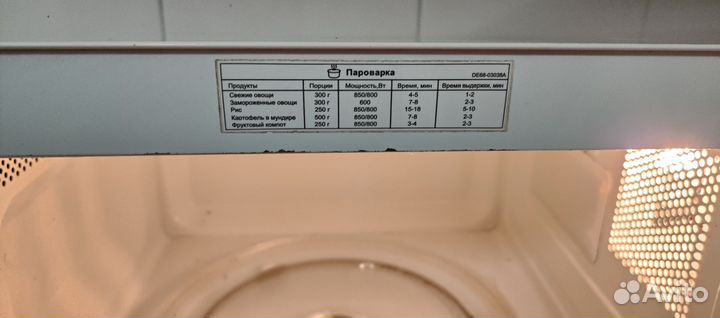 Пароварка DE68-03038A
Продукты Порции Мощность,Вт Время, мин Время выдержки, мин
Свежие овощи 300 г 850/800 4-5 1-2
Замороженные овощи 300 г 600 7-8 2-3
Рис 250 г 850/800 15-18 5-10
Картофель в мундире 500 г 850/800 7-8 2-3
Фруктовый компот 250 г 850/800 3-4 2-3
Avito